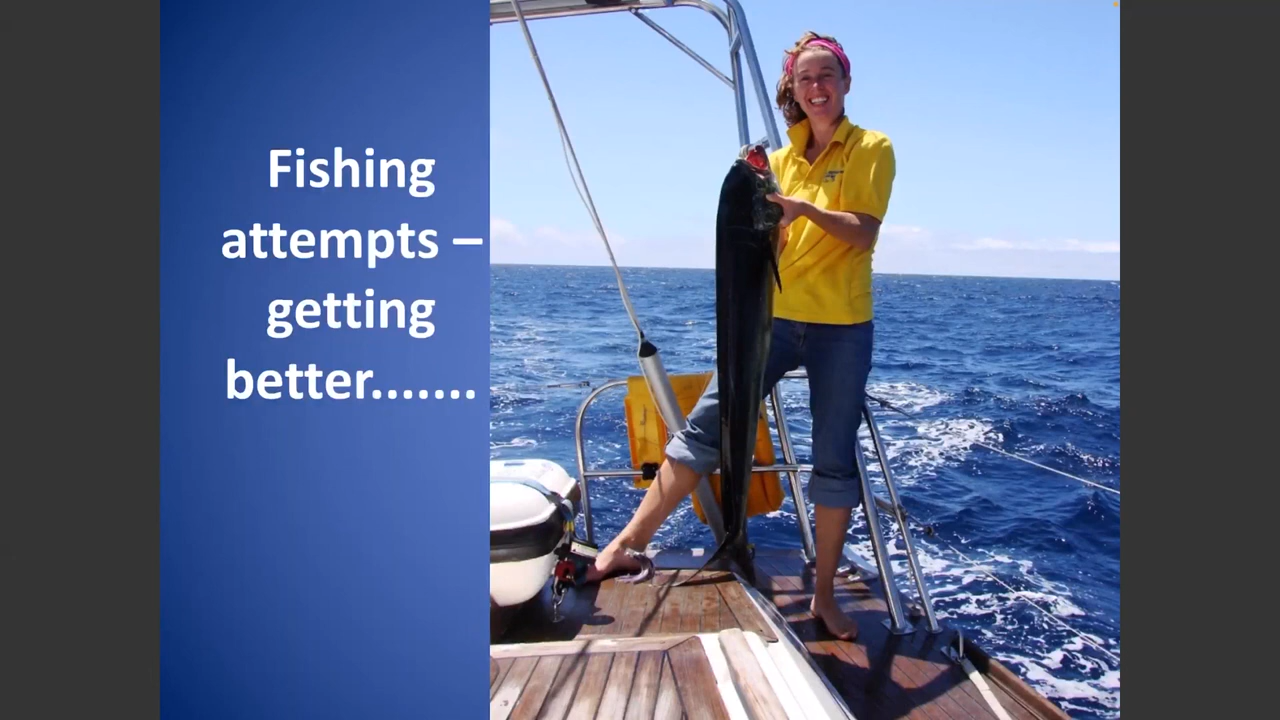 Fishing
attempts –
getting
better.......